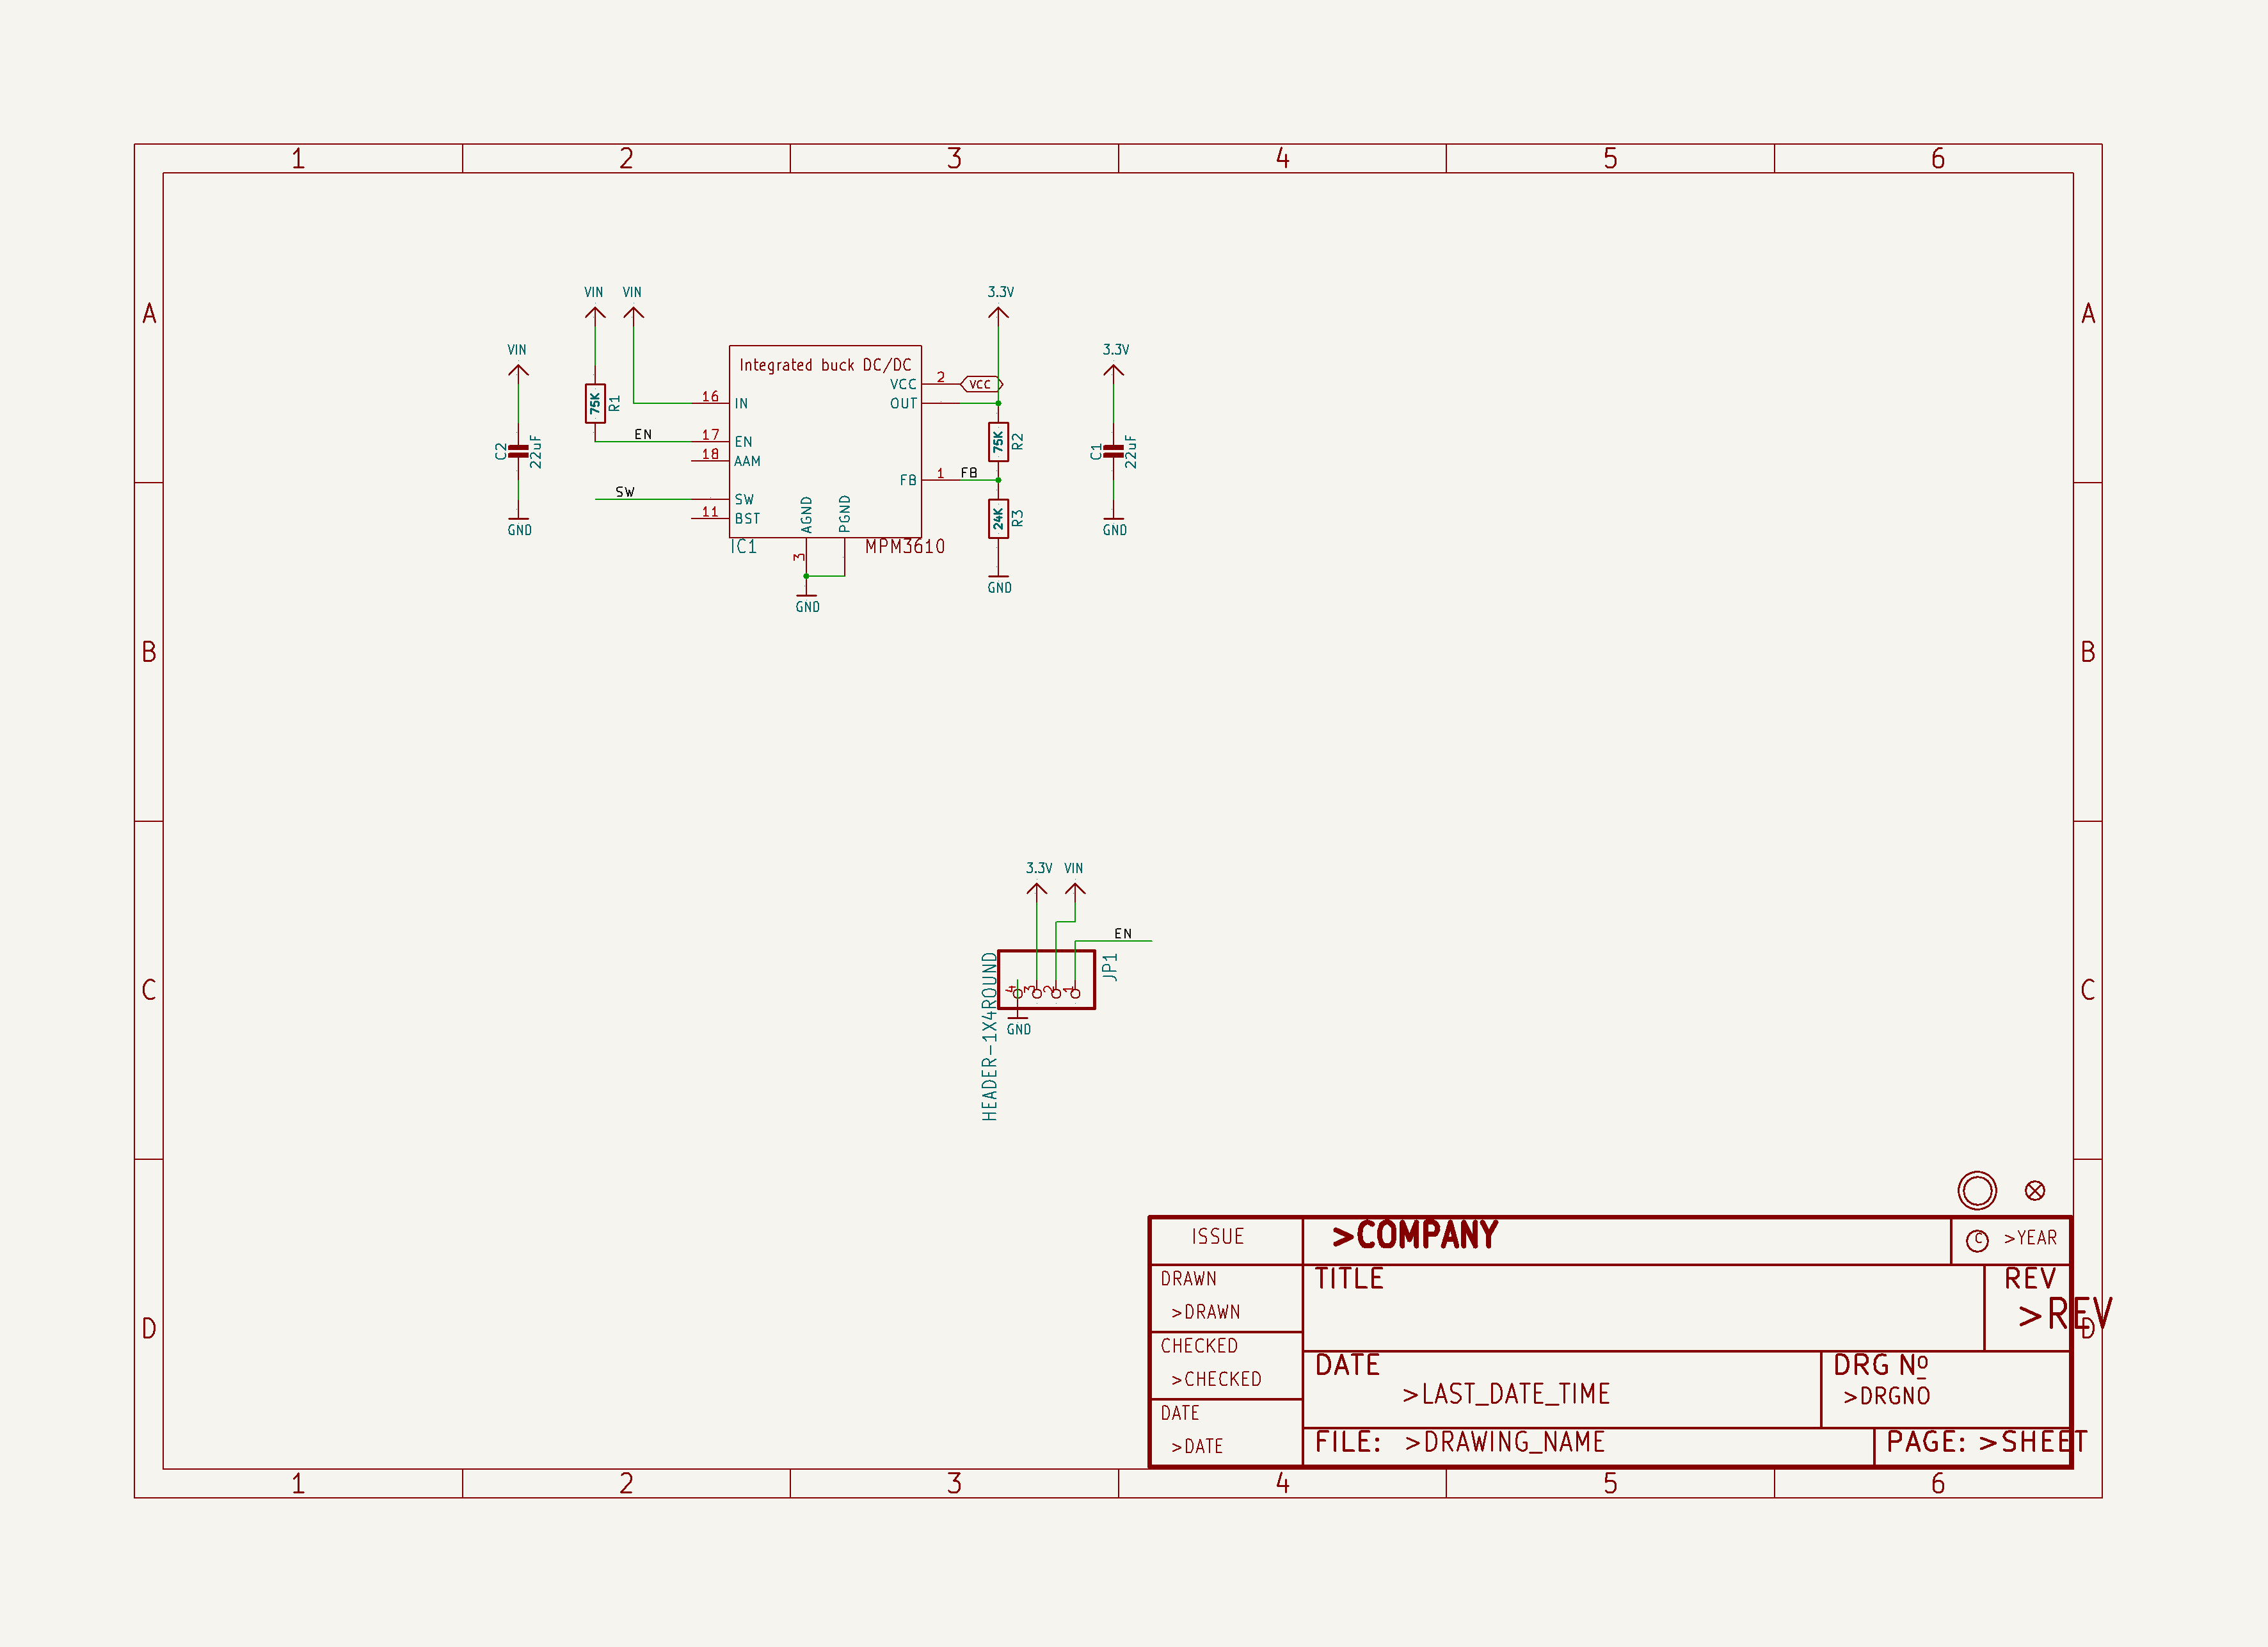 1 2 3 4 5 6
A A
VIN VIN 3.3V
VIN 3.3V
Integrated buck DC/DC
VCC 2 VCC
75K R1 16 IN OUT
EN 17 EN 75K R2
18 AAM
C2 22uF C1 22uF
FB 1 FB
SW SW
11 BST 24K R3
AGND PGND
GND GND
IC1 MPM3610
3
GND
GND
B B
3.3V VIN
EN
JP1
HEADER-1X4ROUND
4 3 2 1
GND
C C
ISSUE >COMPANY C >YEAR
DRAWN TITLE REV
>DRAWN >REV
D D
CHECKED
>CHECKED
DATE DRG Nº
>LAST_DATE_TIME >DRGNO
DATE
>DATE
FILE: >DRAWING_NAME PAGE: >SHEET
1 2 3 4 5 6